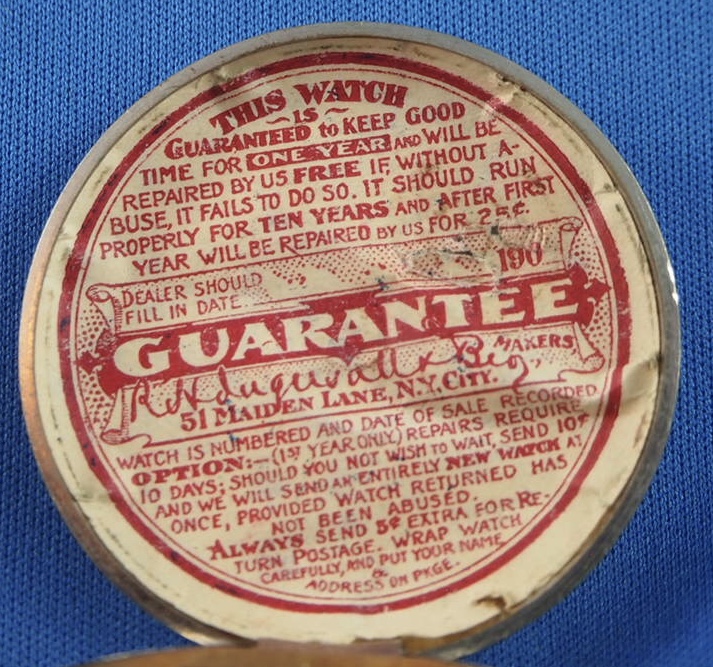 THIS WATCH
~IS~
GUARANTEED to KEEP GOOD
TIME FOR ONE YEAR AND WILL BE
REPAIRED BY US FREE IF, WITHOUT A-
BUSE, IT FAILS TO DO SO. IT SHOULD RUN
PROPERLY FOR TEN YEARS AND AFTER FIRST
YEAR WILL BE REPAIRED BY US FOR 25¢.
DEALER SHOULD
FILL IN DATE 190
GUARANTEE
MAKERS
51 MAIDEN LANE, N.Y. CITY.
WATCH IS NUMBERED AND DATE OF SALE RECORDED
OPTION:—(1ST YEAR ONLY) REPAIRS REQUIRE
10 DAYS; SHOULD YOU NOT WISH TO WAIT, SEND 10¢
AND WE WILL SEND AN ENTIRELY NEW WATCH AT
ONCE, PROVIDED WATCH RETURNED HAS
NOT BEEN ABUSED.
ALWAYS SEND 5¢ EXTRA FOR RE-
TURN POSTAGE. WRAP WATCH
CAREFULLY, AND PUT YOUR NAME
&
ADDRESS ON PKGE.